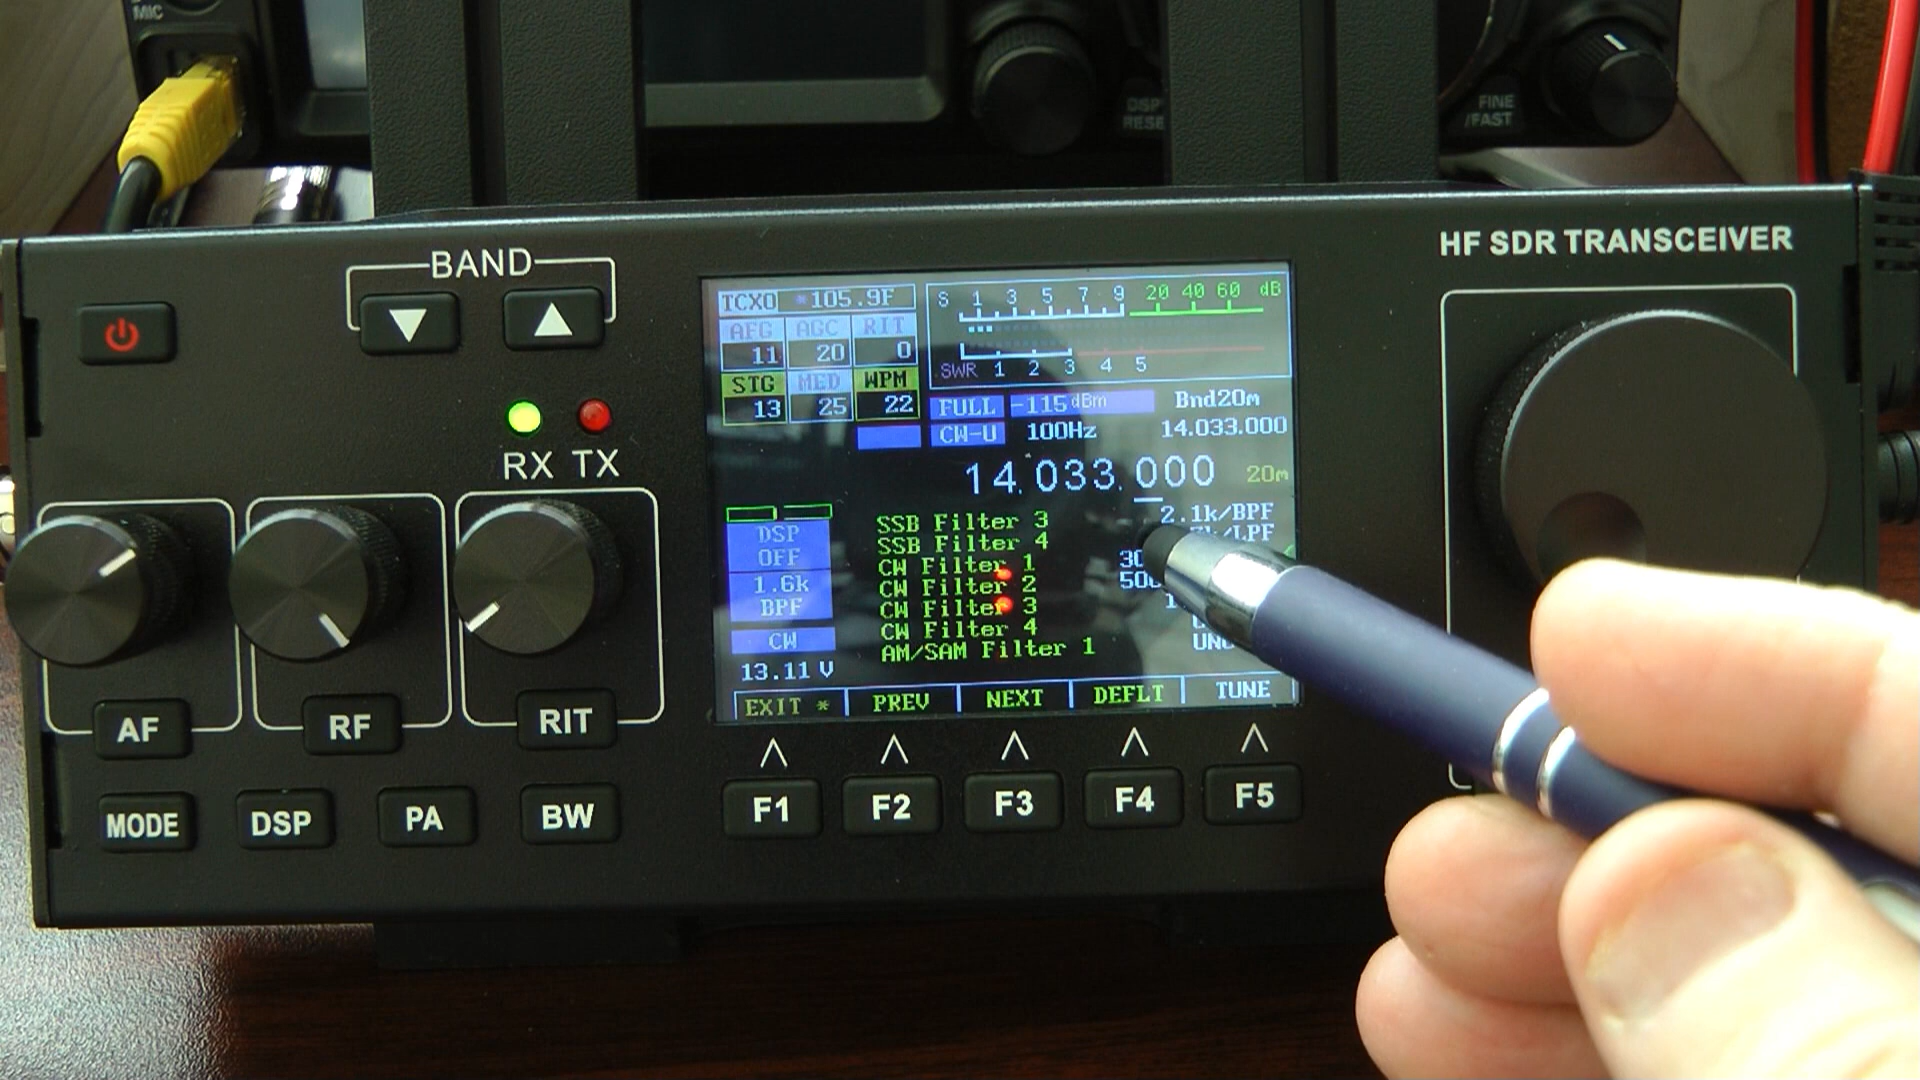 MIC
DSP
RESE
FINE
/FAST
HF SDR TRANSCEIVER
BAND
RX TX
AF
RF
RIT
MODE
DSP
PA
BW
TCXO *105.9F
AFG AGC RIT
11 20 0
STG MED WPM
13 25 22
S 1 3 5 7 9 20 40 60 dB
SWR 1 2 3 4 5
FULL -115 dBm Bnd20m
CW-U 100Hz 14.033.000
14.033.000 20m
DSP
OFF
1.6k
BPF
CW
13.11 V
SSB Filter 3 2.1k/BPF
SSB Filter 4 /LPF
CW Filter 1
CW Filter 2
CW Filter 3
CW Filter 4
AM/SAM Filter 1
EXIT * PREV NEXT DEFLT TUNE
F1 F2 F3 F4 F5